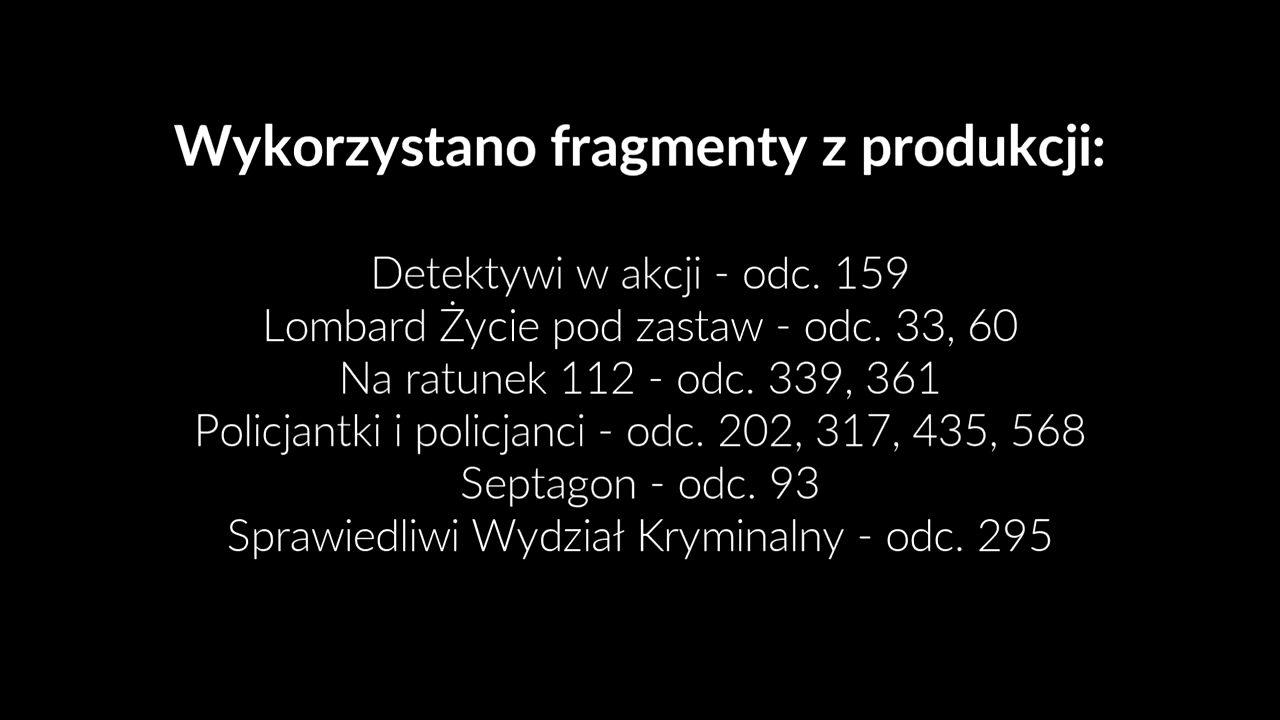 Wykorzystano fragmenty z produkcji:
Detektywi w akcji - odc. 159
Lombard Życie pod zastaw - odc. 33, 60
Na ratunek 112 - odc. 339, 361
Policjantki i policjanci - odc. 202, 317, 435, 568
Septagon - odc. 93
Sprawiedliwi Wydział Kryminalny - odc. 295